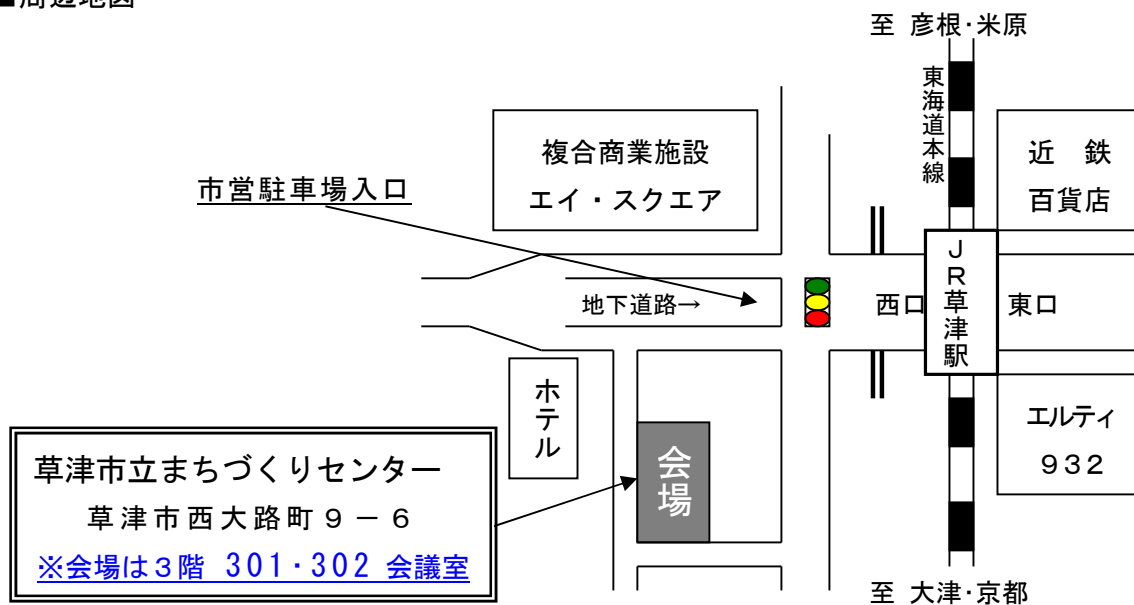 ■周辺地図
至 彦根・米原
東海道本線
複合商業施設
エイ・スクエア
近 鉄
百貨店
市営駐車場入口
地下道路→
西口
JR草津駅
東口
ホテル
会場
エルティ
932
草津市立まちづくりセンター
草津市西大路町9-6
※会場は3階 301・302 会議室
至 大津・京都